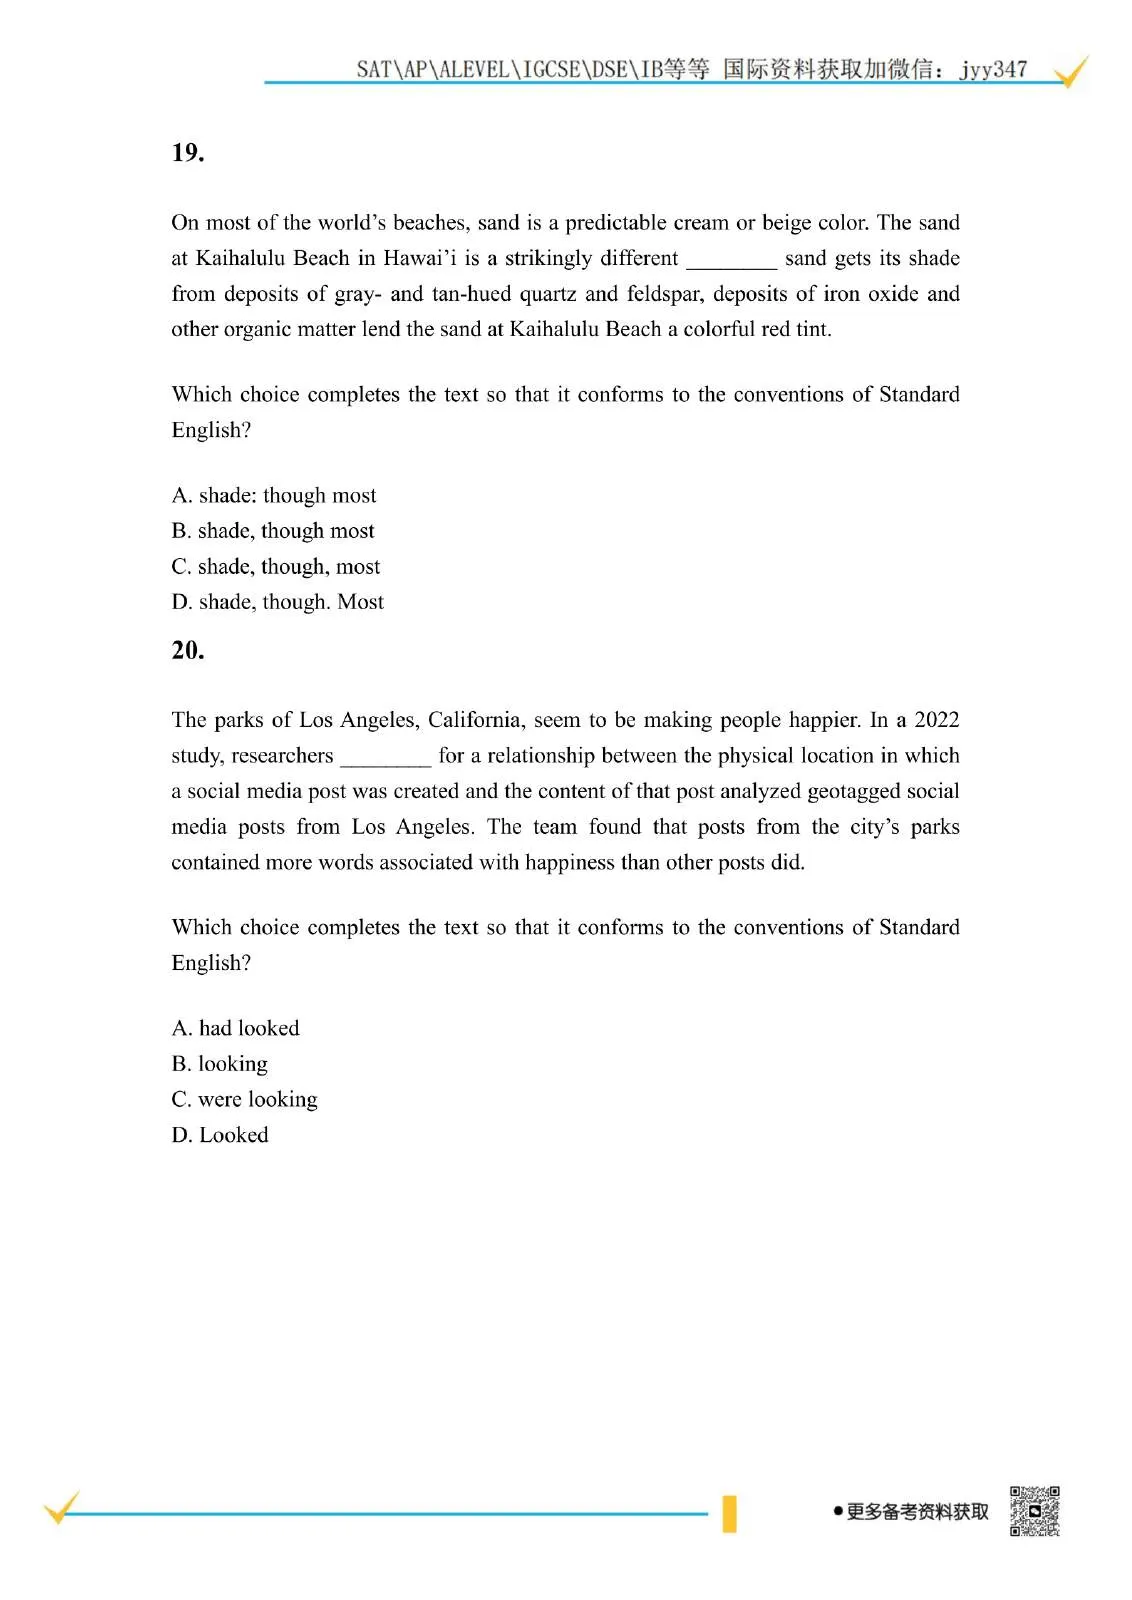 SAT\AP\ALEVEL\IGCSE\DSE\IB等等 国际资料获取加微信：jyy347
19.
On most of the world’s beaches, sand is a predictable cream or beige color. The sand
at Kaihalulu Beach in Hawai’i is a strikingly different ________ sand gets its shade
from deposits of gray- and tan-hued quartz and feldspar, deposits of iron oxide and
other organic matter lend the sand at Kaihalulu Beach a colorful red tint.
Which choice completes the text so that it conforms to the conventions of Standard
English?
A. shade: though most
B. shade, though most
C. shade, though, most
D. shade, though. Most
20.
The parks of Los Angeles, California, seem to be making people happier. In a 2022
study, researchers ________ for a relationship between the physical location in which
a social media post was created and the content of that post analyzed geotagged social
media posts from Los Angeles. The team found that posts from the city’s parks
contained more words associated with happiness than other posts did.
Which choice completes the text so that it conforms to the conventions of Standard
English?
A. had looked
B. looking
C. were looking
D. Looked
●更多备考资料获取